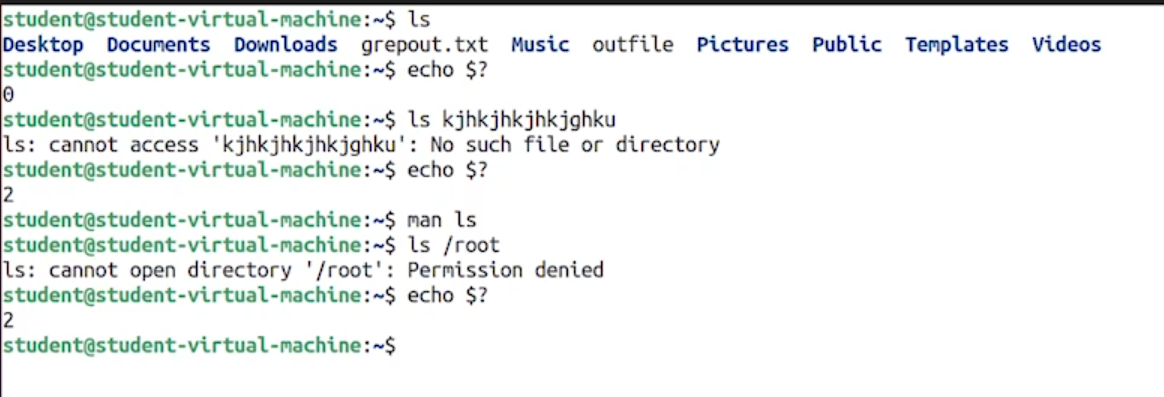 student@student-virtual-machine:~$ ls
Desktop  Documents  Downloads  grepout.txt  Music  outfile  Pictures  Public  Templates  Videos
student@student-virtual-machine:~$ echo $?
0
student@student-virtual-machine:~$ ls kjhkjhkjhkjghku
ls: cannot access 'kjhkjhkjhkjghku': No such file or directory
student@student-virtual-machine:~$ echo $?
2
student@student-virtual-machine:~$ man ls
student@student-virtual-machine:~$ ls /root
ls: cannot open directory '/root': Permission denied
student@student-virtual-machine:~$ echo $?
2
student@student-virtual-machine:~$